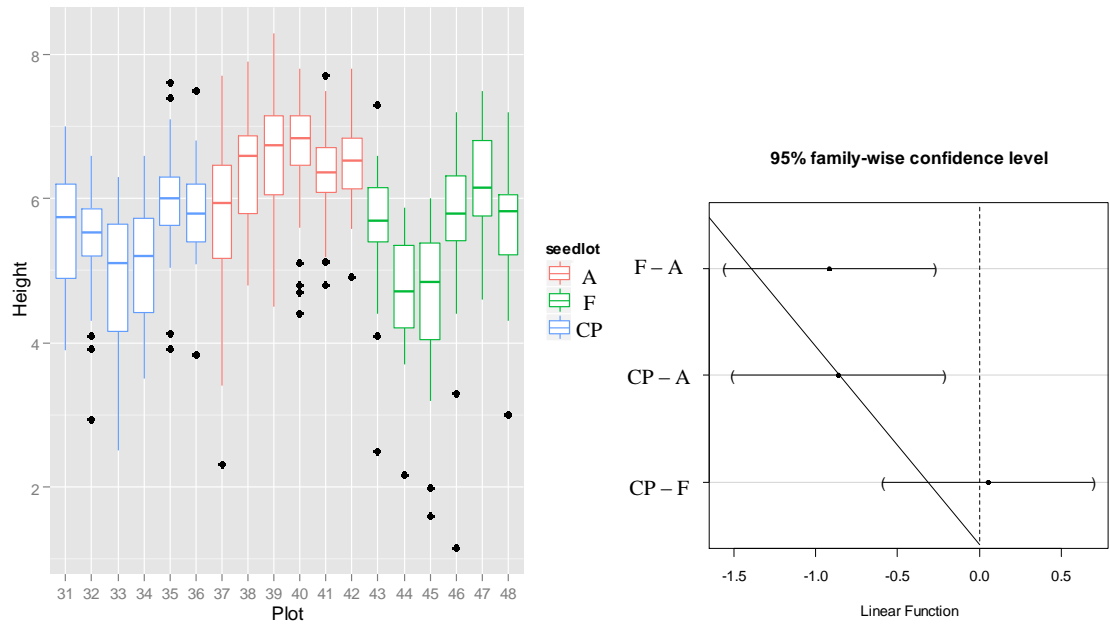 8
6
4
2
Height
31 32 33 34 35 36 37 38 39 40 41 42 43 44 45 46 47 48
Plot
seedlot
A
F
CP
95% family-wise confidence level
F – A
CP – A
CP – F
-1.5 -1.0 -0.5 0.0 0.5
Linear Function